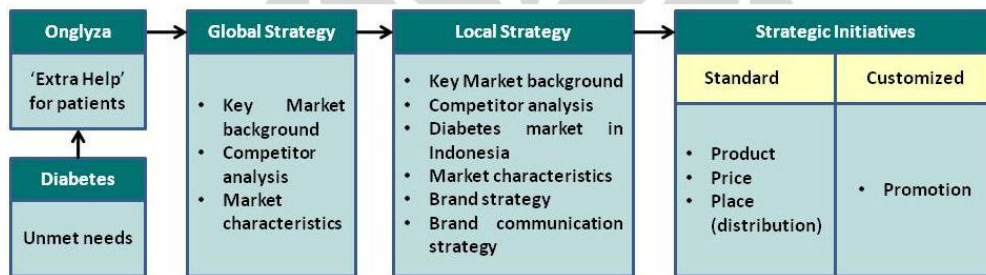 Onglyza
'Extra Help'
for patients
Diabetes
Unmet needs
Global Strategy
• Key Market
background
• Competitor
analysis
• Market
characteristics
Local Strategy
• Key Market background
• Competitor analysis
• Diabetes market in
Indonesia
• Market characteristics
• Brand strategy
• Brand communication
strategy
Strategic Initiatives
Standard
• Product
• Price
• Place
(distribution)
Customized
• Promotion